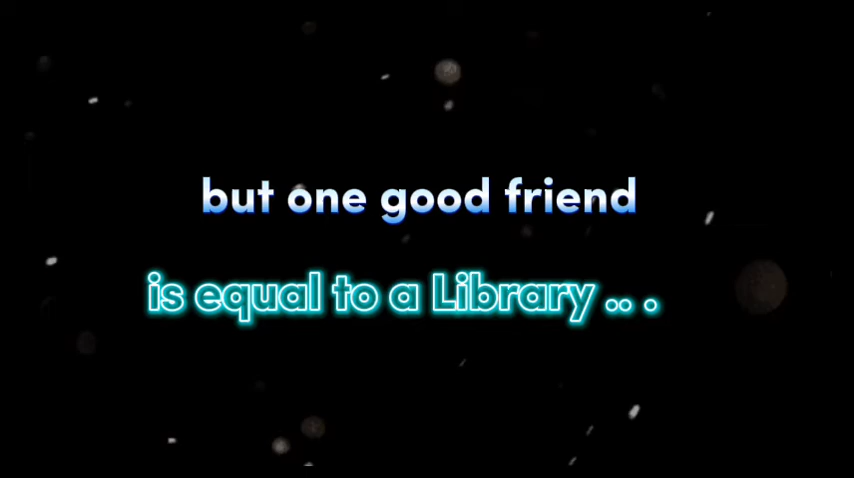 but one good friend
is equal to a Library .. .